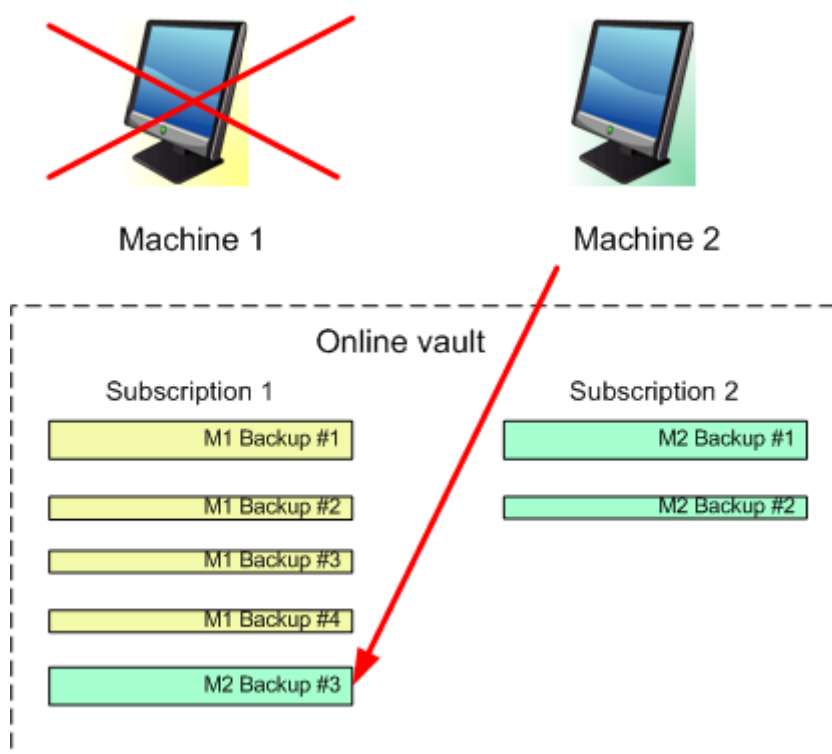 Machine 1
Machine 2
Online vault
Subscription 1
Subscription 2
M1 Backup #1
M2 Backup #1
M1 Backup #2
M2 Backup #2
M1 Backup #3
M1 Backup #4
M2 Backup #3